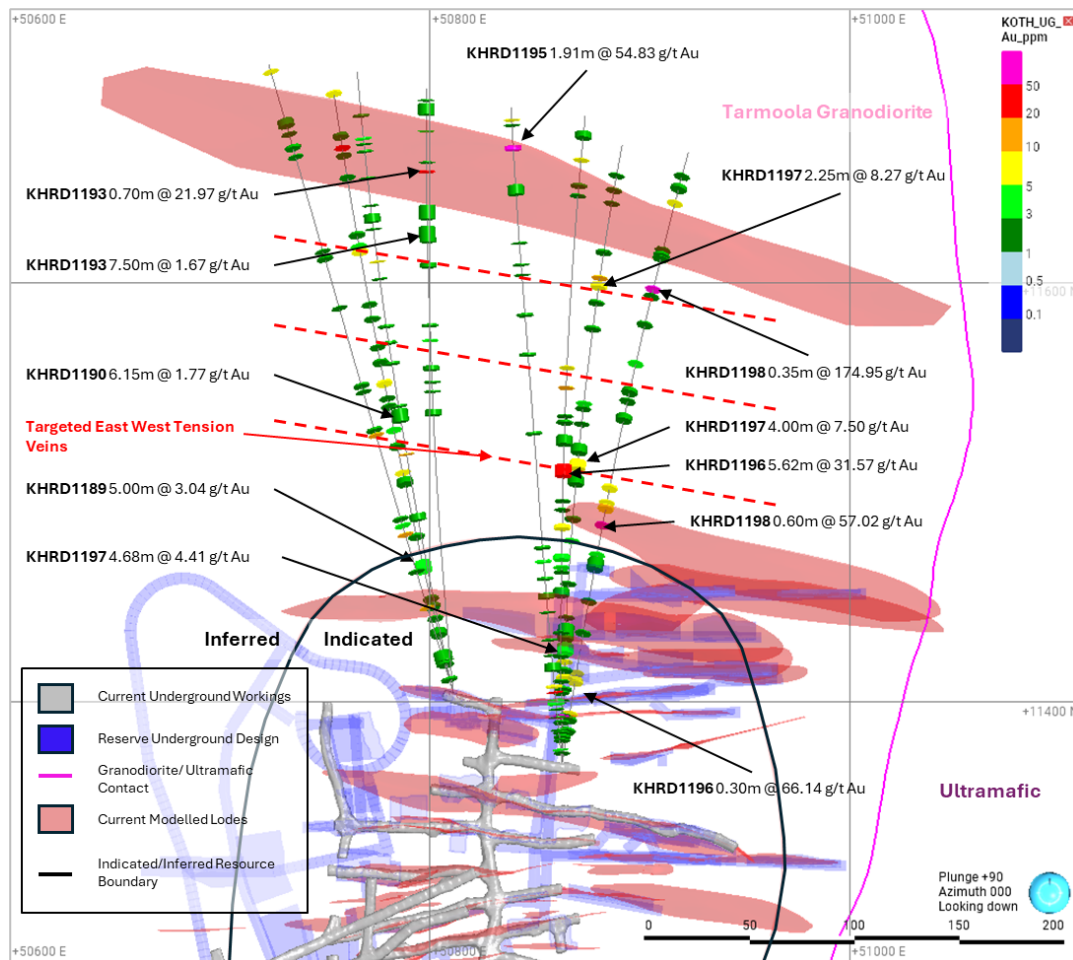 +50600 E
+50800 E
+51000 E
KOTH_UG_
Au_ppm
50
20
10
5
3
1
0.5
0.1
KHRD1195 1.91m @ 54.83 g/t Au
Tarmoola Granodiorite
KHRD1197 2.25m @ 8.27 g/t Au
KHRD1193 0.70m @ 21.97 g/t Au
KHRD1193 7.50m @ 1.67 g/t Au
+11600 N
KHRD1190 6.15m @ 1.77 g/t Au
KHRD1198 0.35m @ 174.95 g/t Au
Targeted East West Tension
Veins
KHRD1197 4.00m @ 7.50 g/t Au
KHRD1196 5.62m @ 31.57 g/t Au
KHRD1189 5.00m @ 3.04 g/t Au
KHRD1198 0.60m @ 57.02 g/t Au
KHRD1197 4.68m @ 4.41 g/t Au
Inferred
Indicated
Current Underground Workings
Reserve Underground Design
Granodiorite/ Ultramafic
Contact
Current Modelled Lodes
Indicated/Inferred Resource
Boundary
+11400 N
KHRD1196 0.30m @ 66.14 g/t Au
Ultramafic
Plunge +90
Azimuth 000
Looking down
0
50
100
150
200
+50600 E
+50800 E
+51000 E